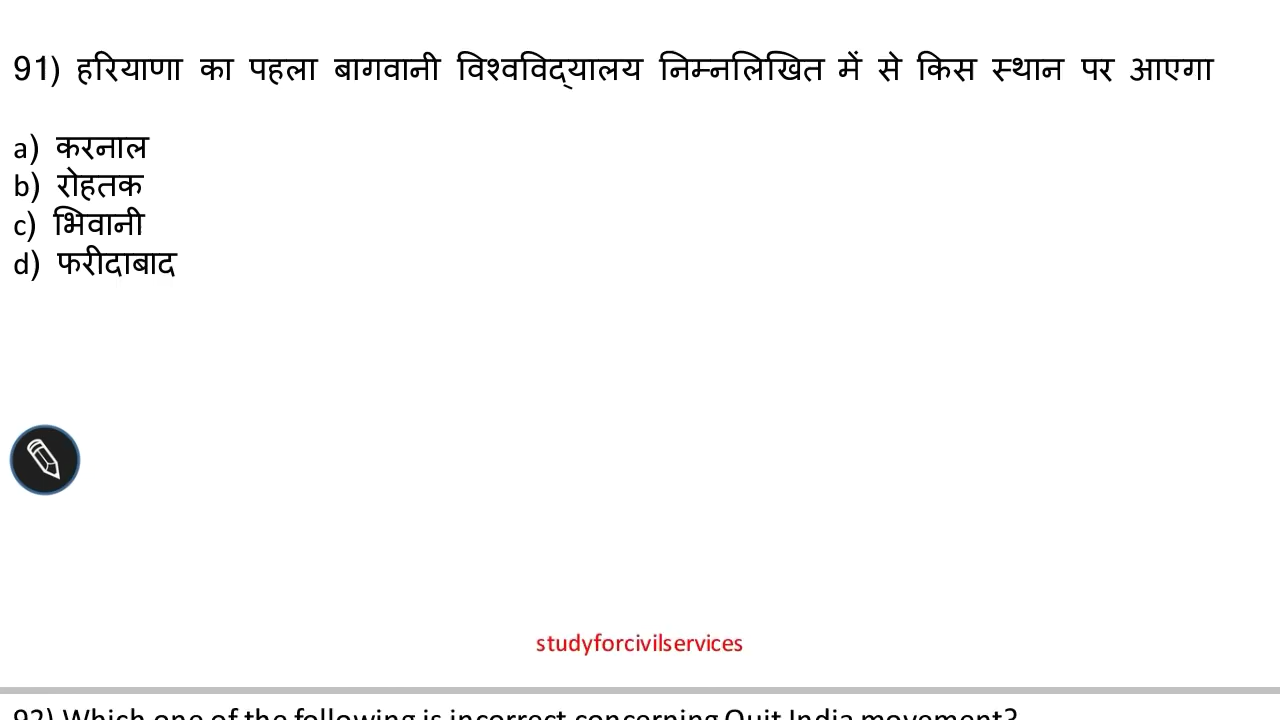 91) हरियाणा का पहला बागवानी विश्वविद्यालय निम्नलिखित में से किस स्थान पर आएगा
a) करनाल
b) रोहतक
c) भिवानी
d) फरीदाबाद
studyforcivilservices
92) Which one of the following is incorrect concerning Quit India movement?